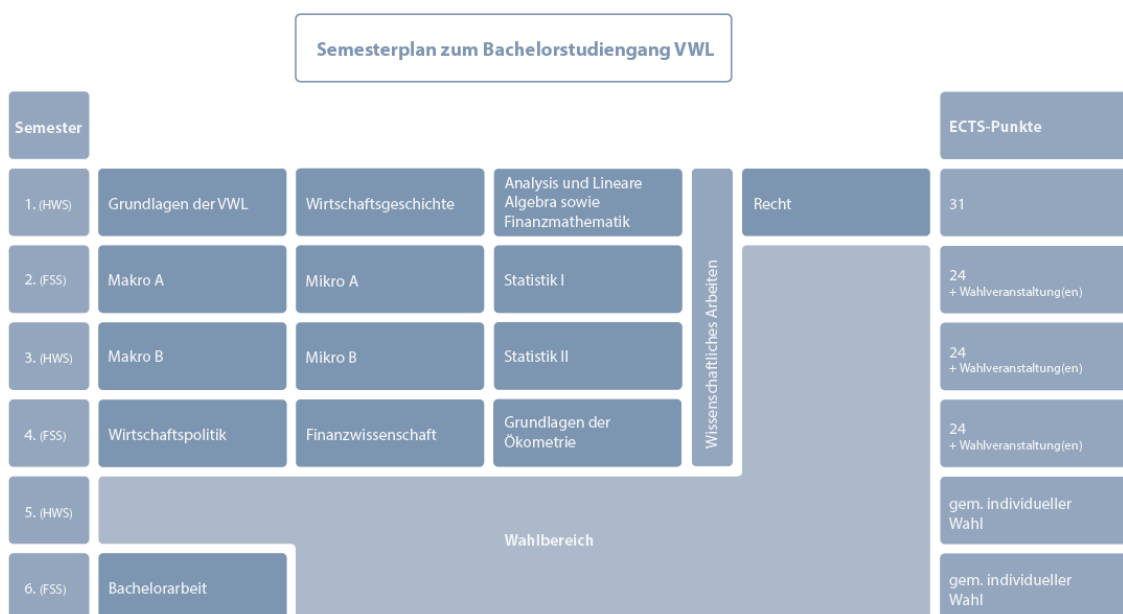 Semesterplan zum Bachelorstudiengang VWL
Semester
ECTS-Punkte
1. (HWS)
Grundlagen der VWL
Wirtschaftsgeschichte
Analysis und Lineare
Algebra sowie
Finanzmathematik
Wissenschaftliches Arbeiten
Recht
31
2. (FSS)
Makro A
Mikro A
Statistik I
24
+ Wahlveranstaltung(en)
3. (HWS)
Makro B
Mikro B
Statistik II
24
+ Wahlveranstaltung(en)
4. (FSS)
Wirtschaftspolitik
Finanzwissenschaft
Grundlagen der
Ökometrie
24
+ Wahlveranstaltung(en)
5. (HWS)
Wahlbereich
gem. individueller
Wahl
6. (FSS)
Bachelorarbeit
gem. individueller
Wahl